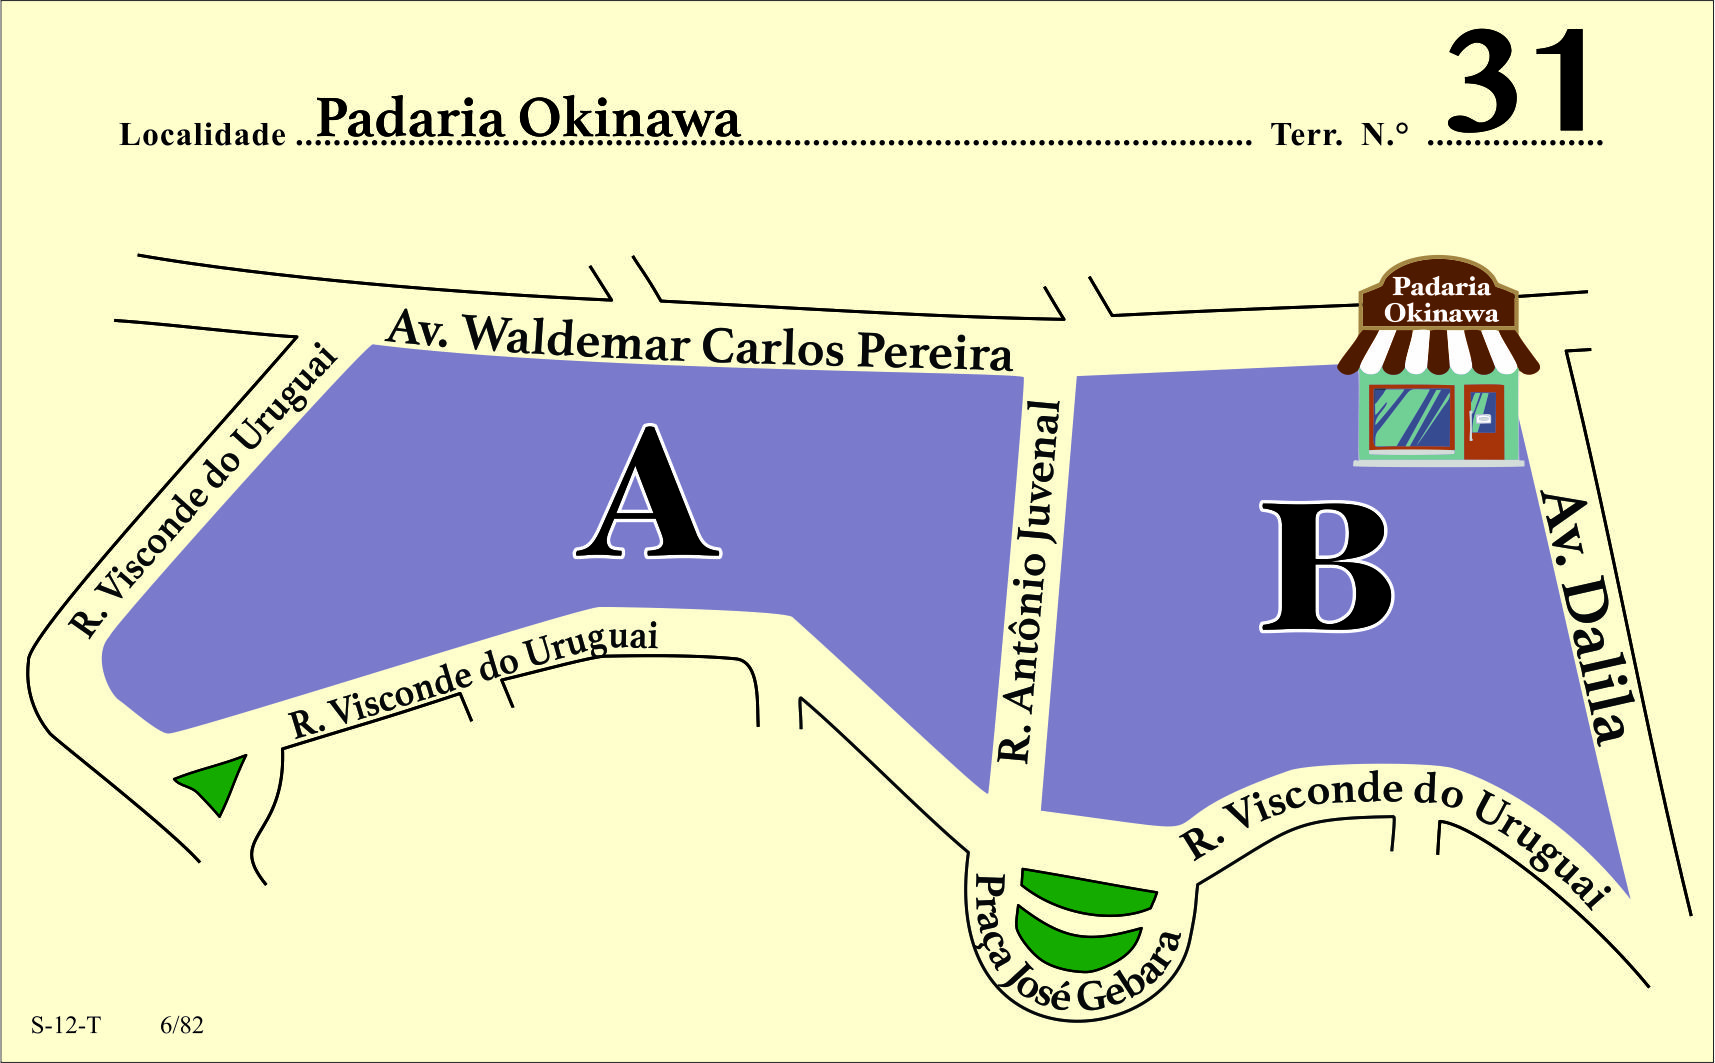 31
Localidade Padaria Okinawa Terr. N.°
Padaria
Okinawa
Av. Waldemar Carlos Pereira
R. Visconde do Uruguai
A
R. Antônio Juvenal
B
Av. Dalila
R. Visconde do Uruguai
R. Visconde do Uruguai
Praça José Gebara
S-12-T 6/82